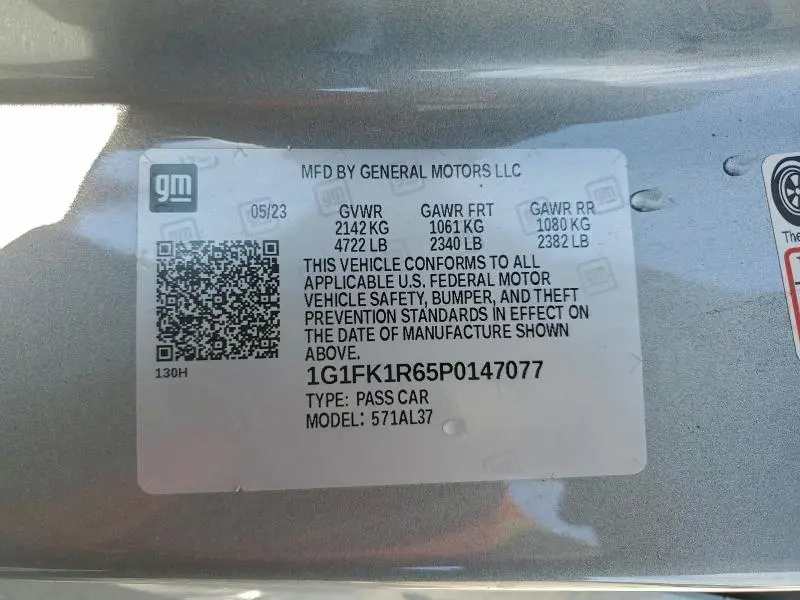 gm
MFD BY GENERAL MOTORS LLC
05/23 GVWR GAWR FRT GAWR RR
2142 KG 1061 KG 1080 KG
4722 LB 2340 LB 2382 LB
THIS VEHICLE CONFORMS TO ALL
APPLICABLE U.S. FEDERAL MOTOR
VEHICLE SAFETY, BUMPER, AND THEFT
PREVENTION STANDARDS IN EFFECT ON
THE DATE OF MANUFACTURE SHOWN
ABOVE.
130H
1G1FK1R65P0147077
TYPE: PASS CAR
MODEL: 571AL37
The